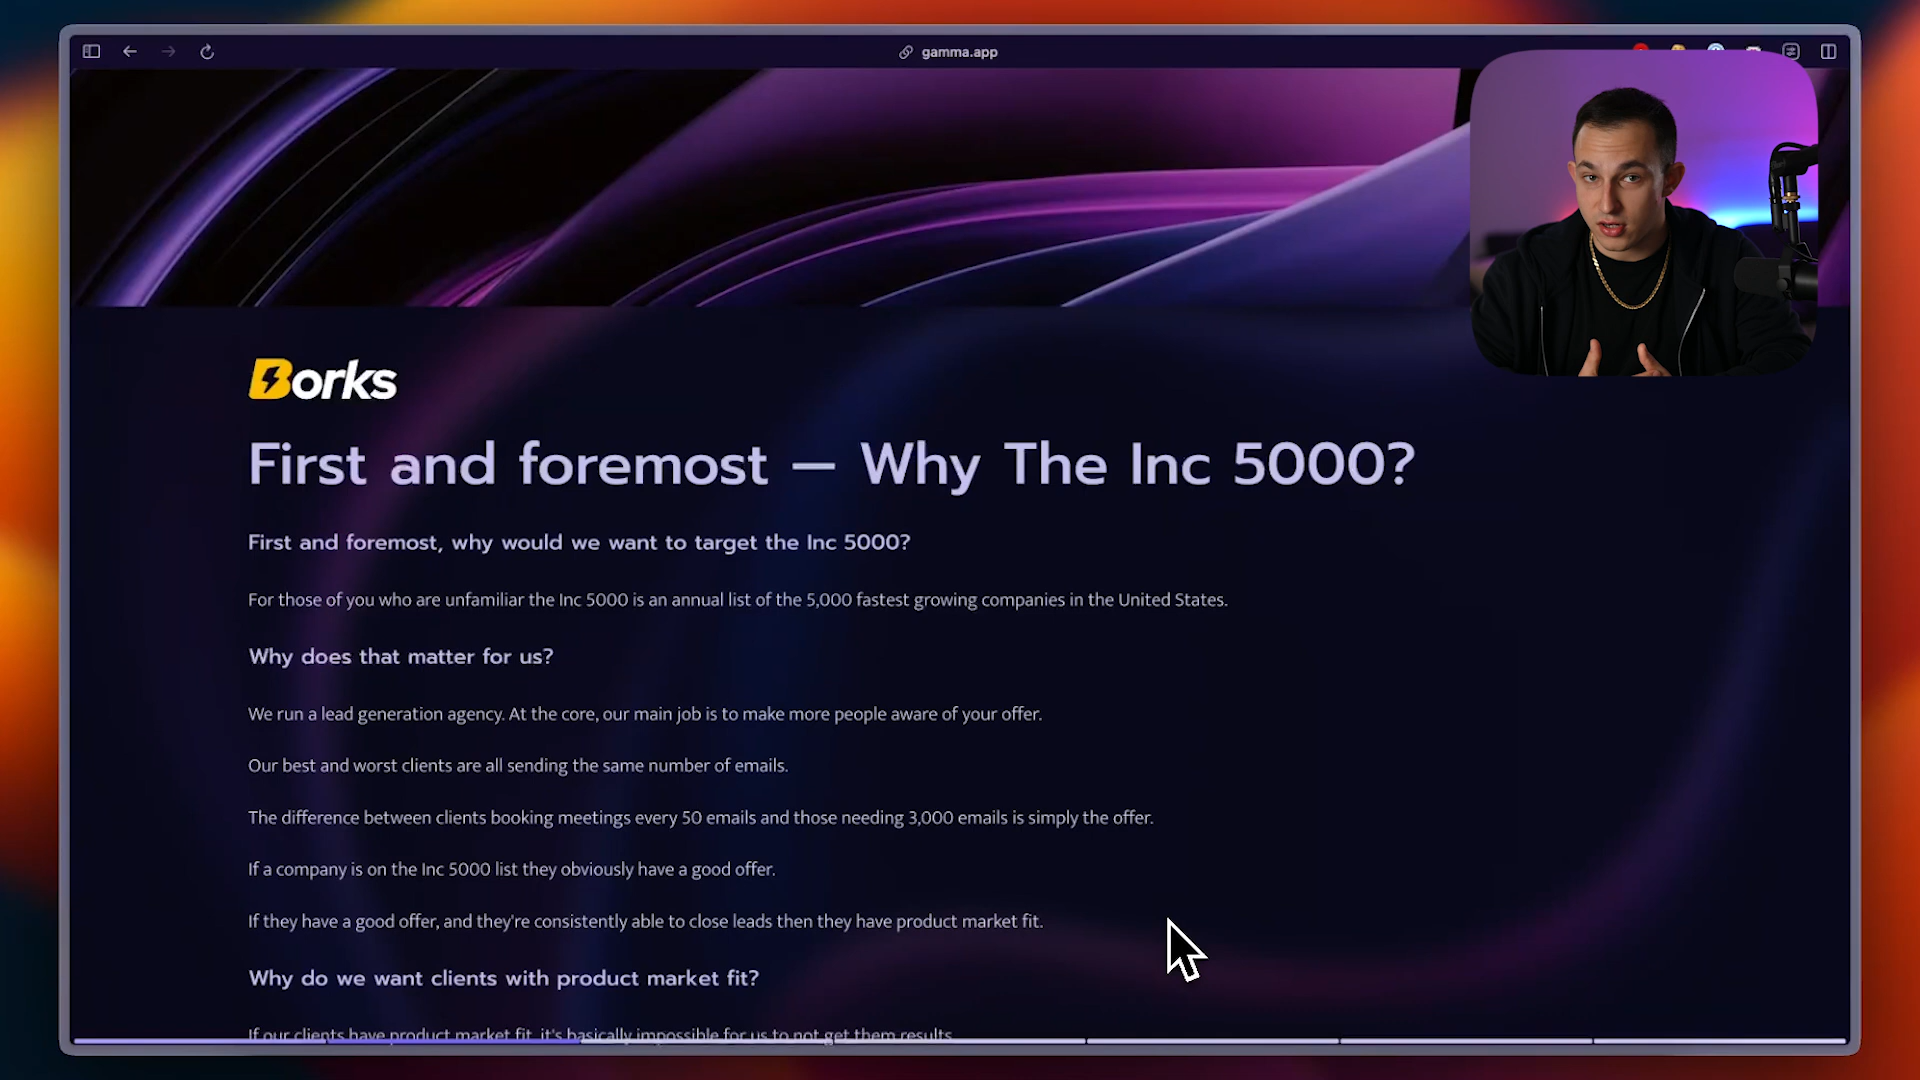 gamma.app
Borks
First and foremost — Why The Inc 5000?
First and foremost, why would we want to target the Inc 5000?
For those of you who are unfamiliar the Inc 5000 is an annual list of the 5,000 fastest growing companies in the United States.
Why does that matter for us?
We run a lead generation agency. At the core, our main job is to make more people aware of your offer.
Our best and worst clients are all sending the same number of emails.
The difference between clients booking meetings every 50 emails and those needing 3,000 emails is simply the offer.
If a company is on the Inc 5000 list they obviously have a good offer.
If they have a good offer, and they're consistently able to close leads then they have product market fit.
Why do we want clients with product market fit?
If our clients have product market fit, it's basically impossible for us to not get them results.